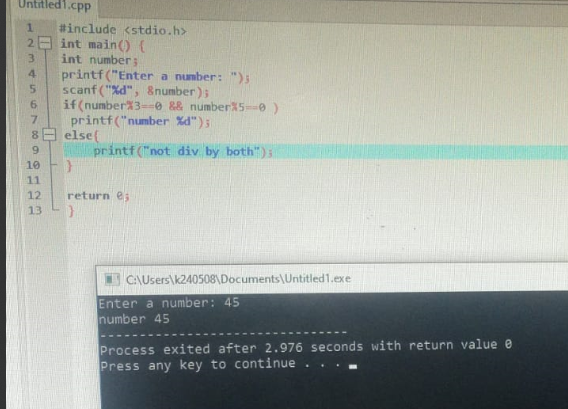 Untitled1.cpp
1 #include <stdio.h>
2 int main() {
3 int number;
4 printf("Enter a number: ");
5 scanf("%d", &number);
6 if(number%3==0 && number%5==0 )
7 printf("number %d");
8 else{
9 printf("not div by both");
10 }
11
12 return 0;
13 }
C:\Users\k240508\Documents\Untitled1.exe
Enter a number: 45
number 45
--------------------------------
Process exited after 2.976 seconds with return value 0
Press any key to continue . . .